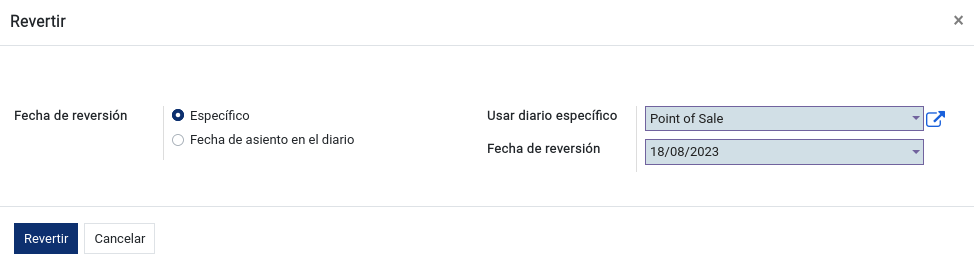 Revertir ×
Fecha de reversión
Específico
Fecha de asiento en el diario
Usar diario específico Point of Sale
Fecha de reversión 18/08/2023
Revertir Cancelar